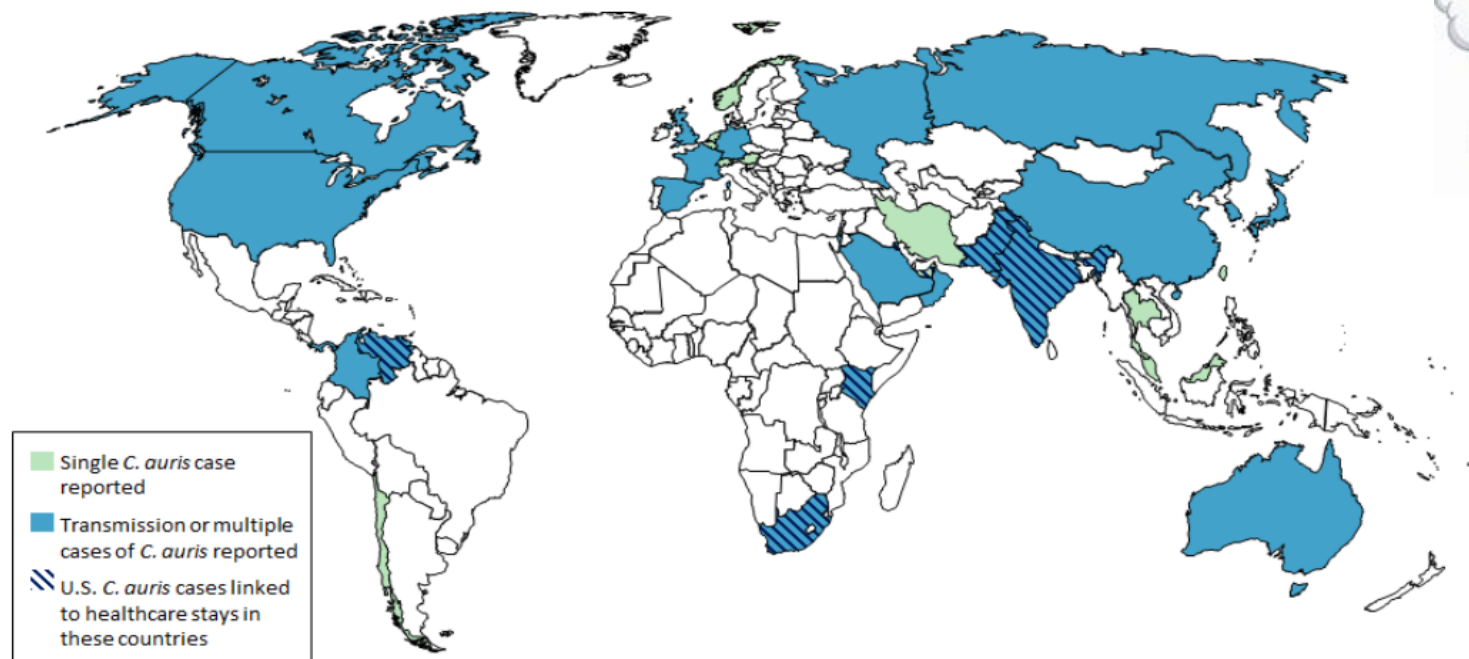 Single C. auris case
reported
Transmission or multiple
cases of C. auris reported
U.S. C. auris cases linked
to healthcare stays in
these countries